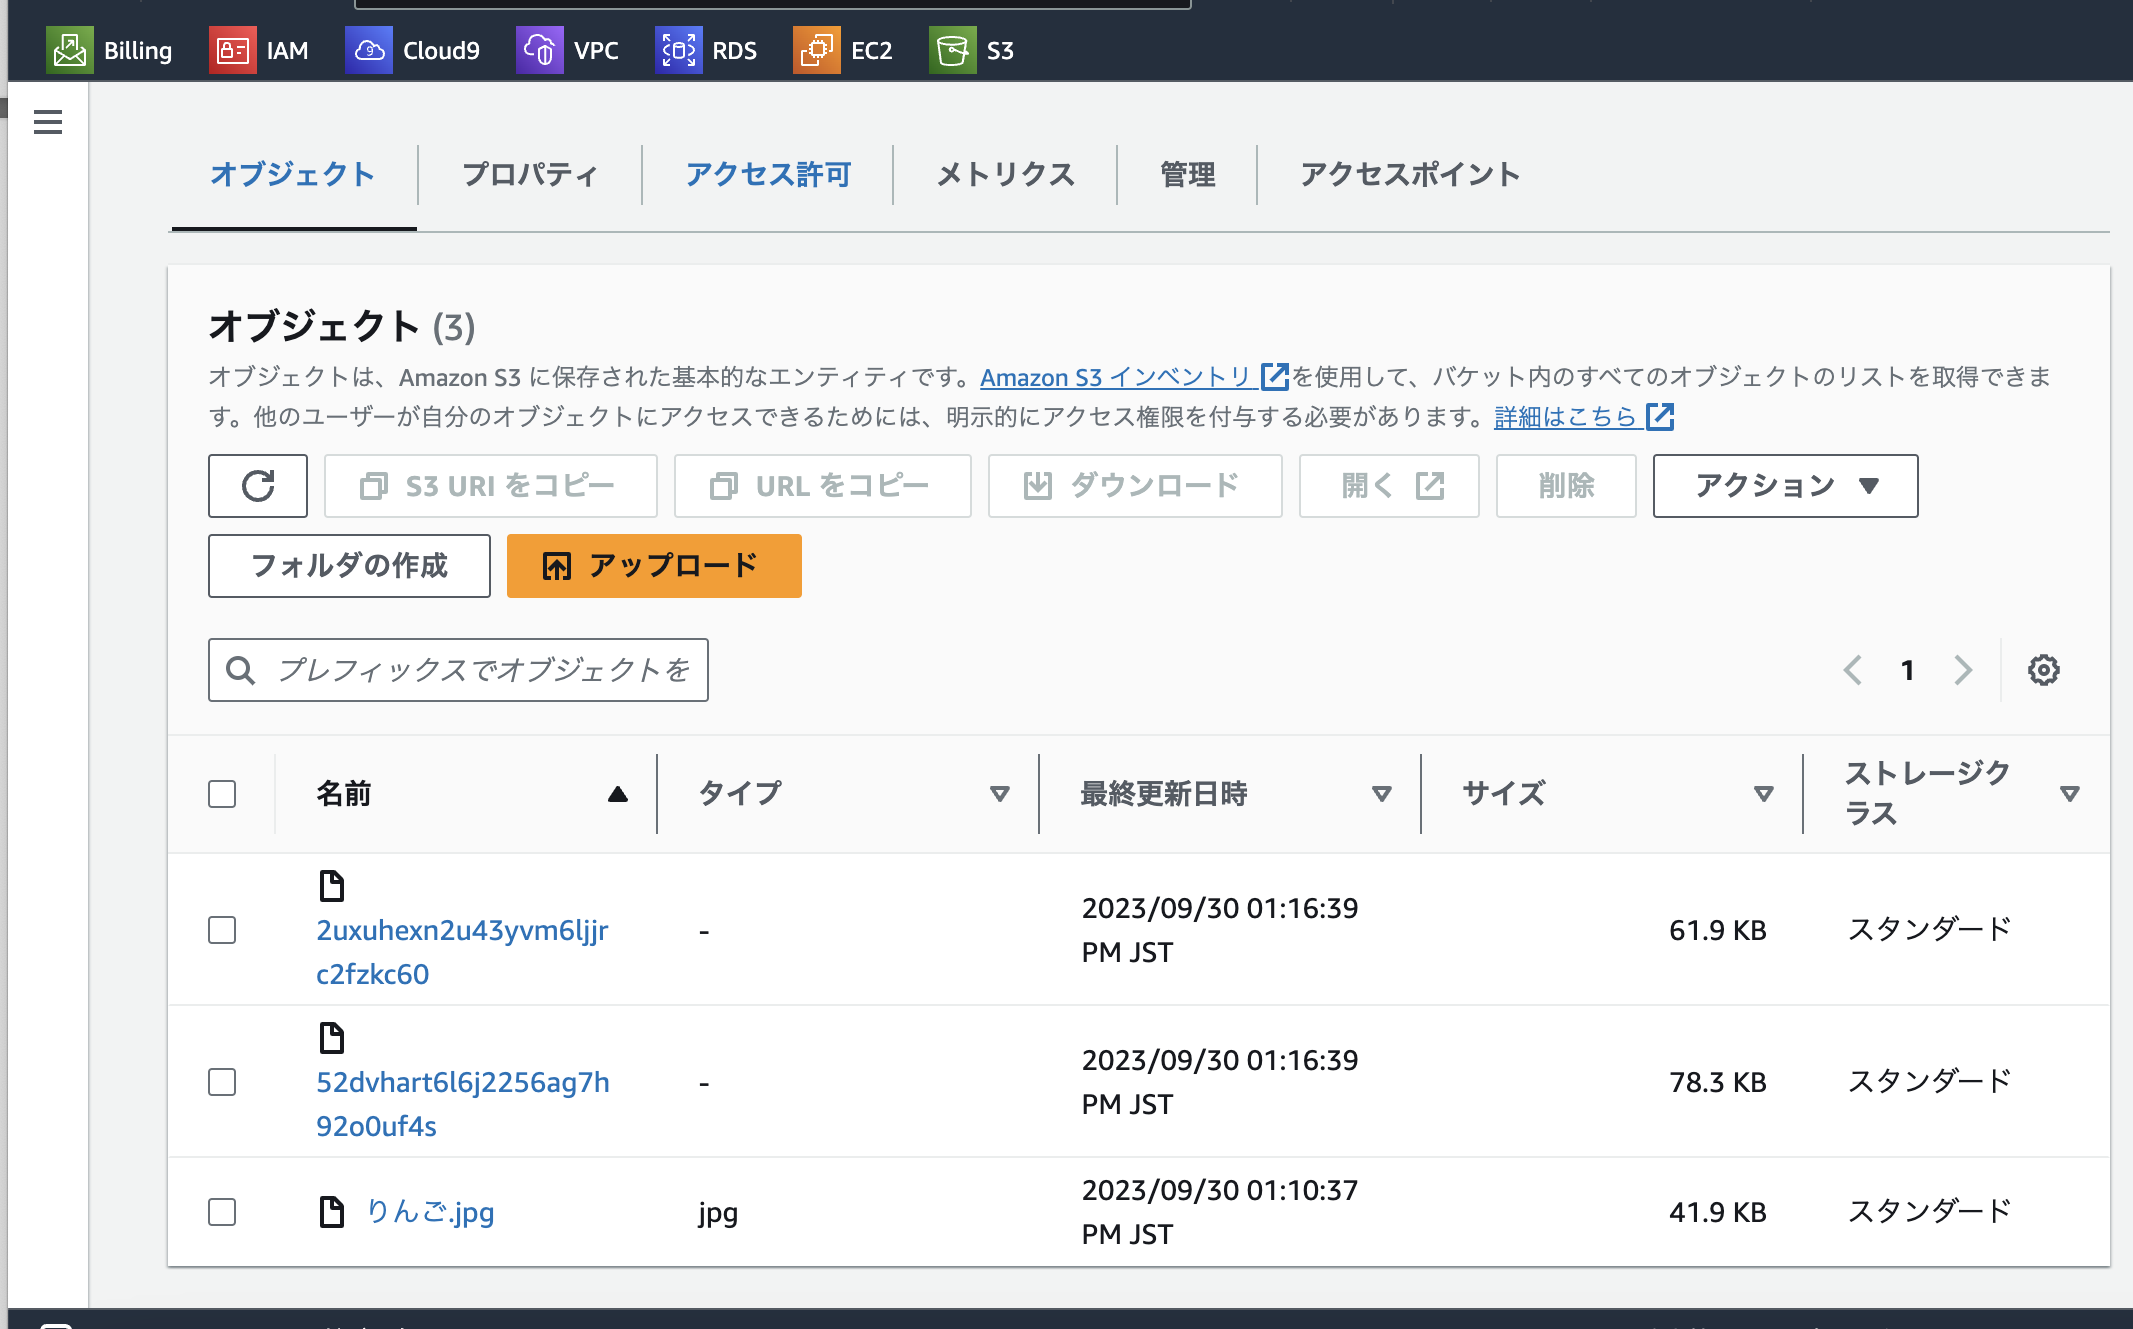 Billing IAM Cloud9 VPC RDS EC2 S3
オブジェクト プロパティ アクセス許可 メトリクス 管理 アクセスポイント
オブジェクト (3)
オブジェクトは、Amazon S3 に保存された基本的なエンティティです。Amazon S3 インベントリ を使用して、バケット内のすべてのオブジェクトのリストを取得できま
す。他のユーザーが自分のオブジェクトにアクセスできるためには、明示的にアクセス権限を付与する必要があります。詳細はこちら
S3 URI をコピー URL をコピー ダウンロード 開く 削除 アクション
フォルダの作成 アップロード
プレフィックスでオブジェクトを
1
名前 タイプ 最終更新日時 サイズ ストレージク
ラス
2uxuhexn2u43yvm6ljjr
c2fzkc60
-
2023/09/30 01:16:39
PM JST
61.9 KB
スタンダード
52dvhart6l6j2256ag7h
92o0uf4s
-
2023/09/30 01:16:39
PM JST
78.3 KB
スタンダード
りんご.jpg
jpg
2023/09/30 01:10:37
PM JST
41.9 KB
スタンダード